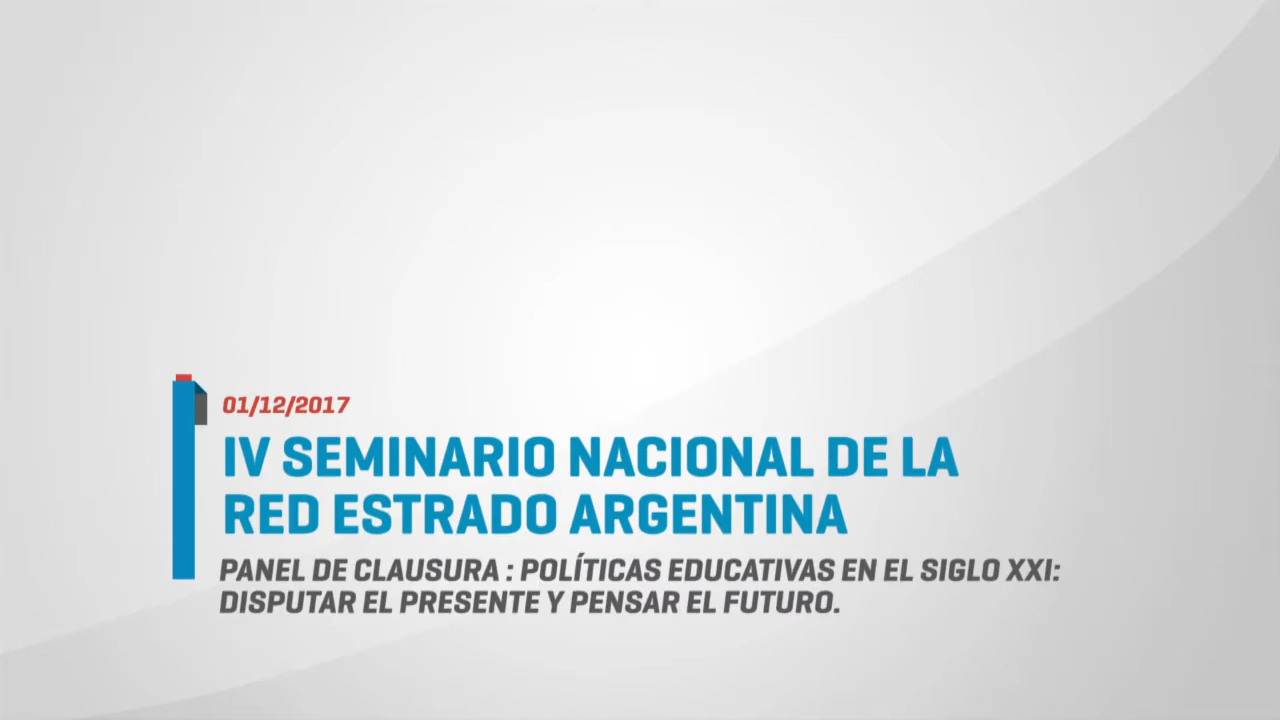 01/12/2017
IV SEMINARIO NACIONAL DE LA
RED ESTRADO ARGENTINA
PANEL DE CLAUSURA : POLÍTICAS EDUCATIVAS EN EL SIGLO XXI:
DISPUTAR EL PRESENTE Y PENSAR EL FUTURO.